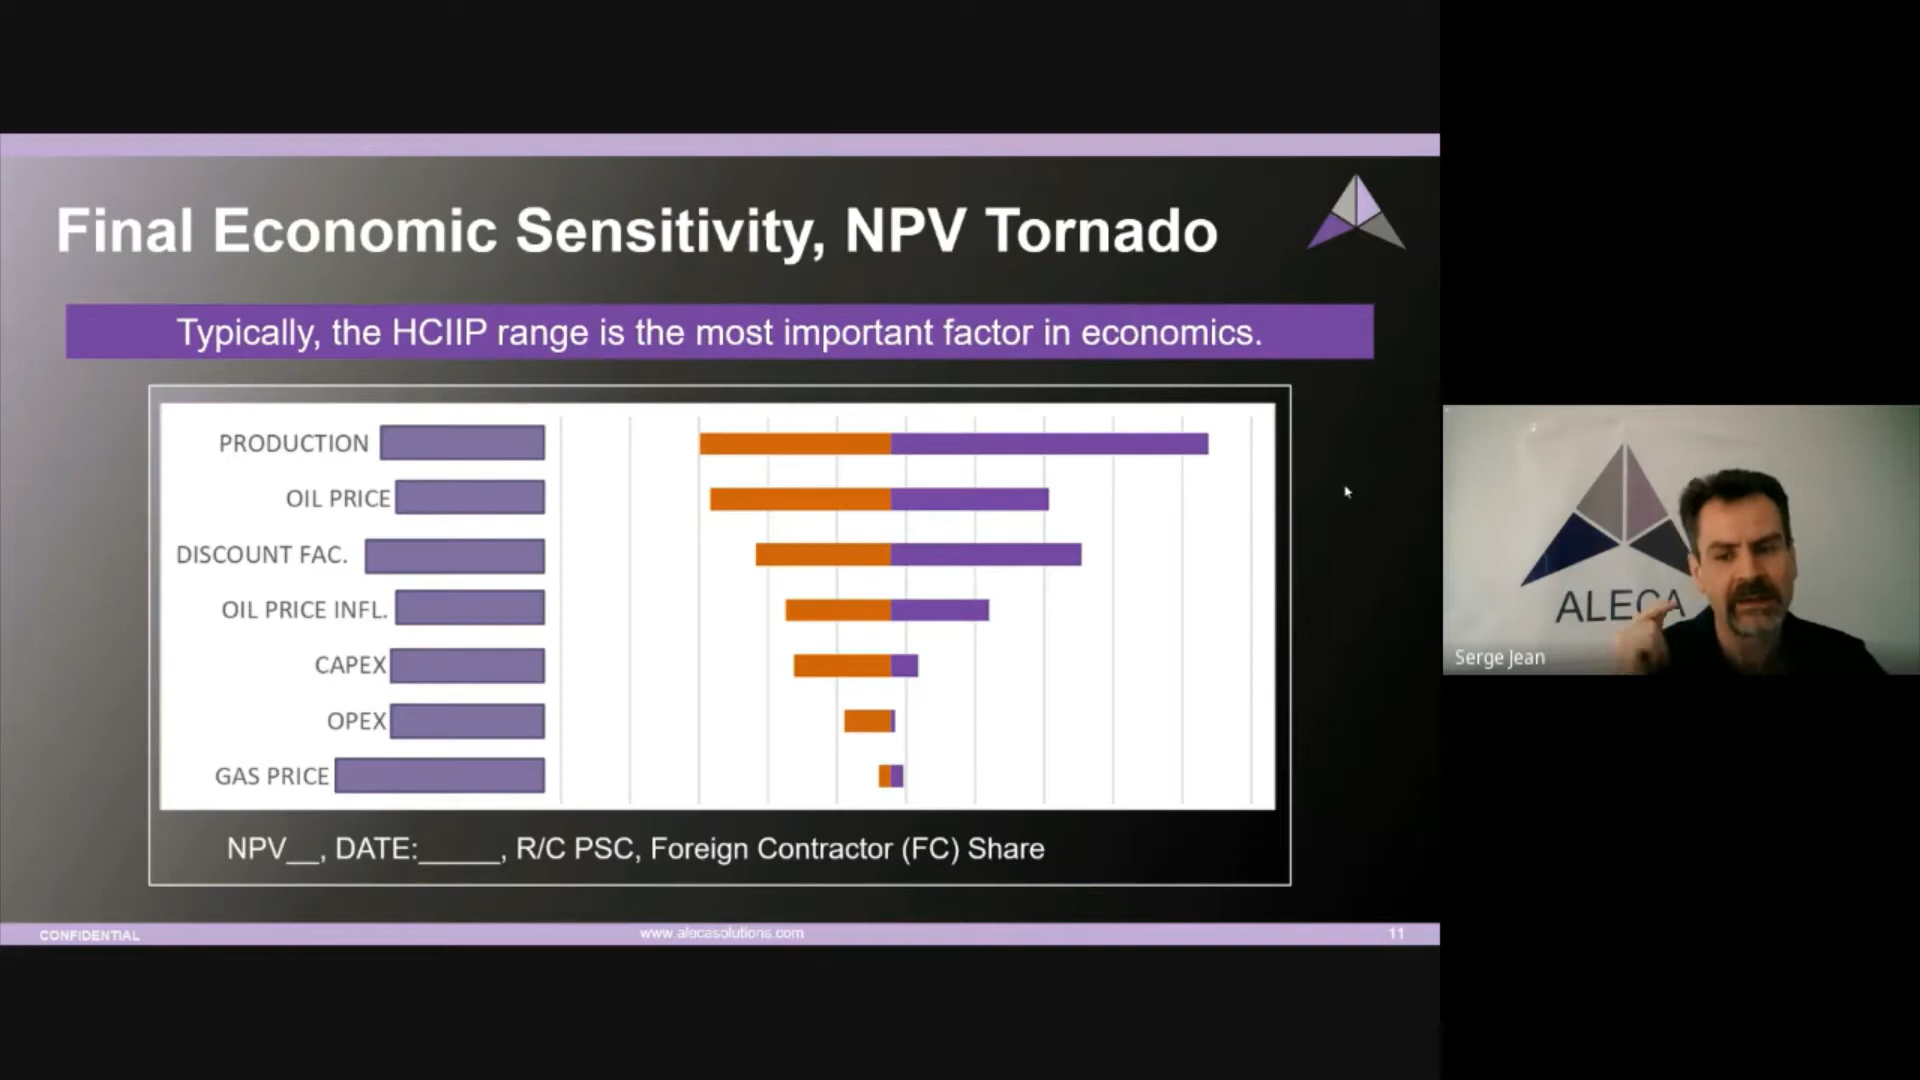 Final Economic Sensitivity, NPV Tornado
Typically, the HCIIP range is the most important factor in economics.
PRODUCTION
OIL PRICE
DISCOUNT FAC.
OIL PRICE INFL.
CAPEX
OPEX
GAS PRICE
NPV__, DATE:_____, R/C PSC, Foreign Contractor (FC) Share
CONFIDENTIAL
www.alecasolutions.com
11
ALECA
Serge Jean